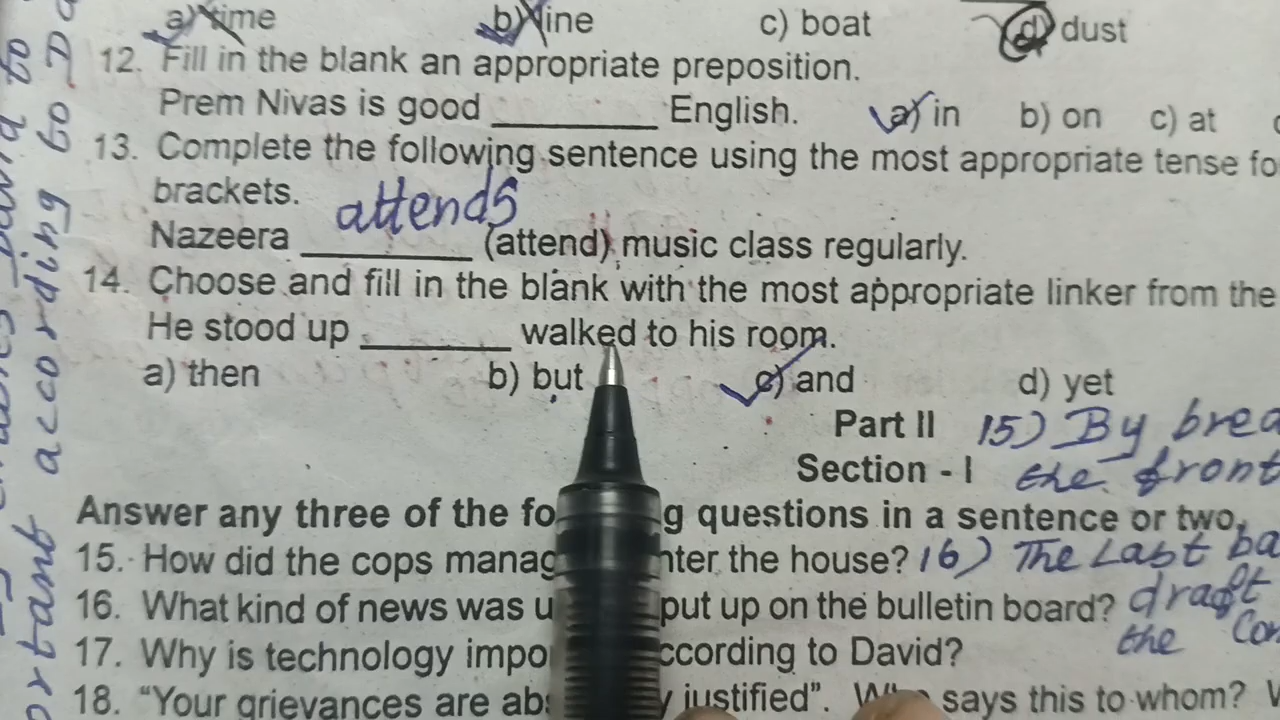 a) time b) line c) boat d) dust
12. Fill in the blank an appropriate preposition.
Prem Nivas is good ________ English. a) in b) on c) at
13. Complete the following sentence using the most appropriate tense fo
brackets.
attends
Nazeera ________ (attend) music class regularly.
14. Choose and fill in the blank with the most appropriate linker from the
He stood up ________ walked to his room.
a) then b) but c) and d) yet
Part II 15) By brea
Section - I the front
Answer any three of the fo g questions in a sentence or two.
15. How did the cops manag nter the house? 16) The Last ba
16. What kind of news was u put up on the bulletin board? draft
the Con
17. Why is technology impo ccording to David?
18. “Your grievances are abs y justified”. Who says this to whom?
ortant according to D